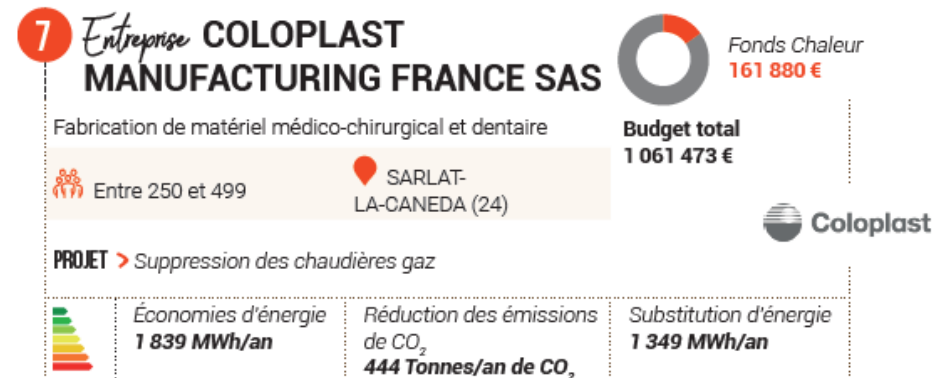 7 Entreprise COLOPLAST
MANUFACTURING FRANCE SAS
Fonds Chaleur
161 880 €
Fabrication de matériel médico-chirurgical et dentaire
Budget total
1 061 473 €
Entre 250 et 499
SARLAT-
LA-CANEDA (24)
Coloplast
PROJET > Suppression des chaudières gaz
Économies d'énergie
1 839 MWh/an
Réduction des émissions
de CO₂
444 Tonnes/an de CO₂
Substitution d'énergie
1 349 MWh/an